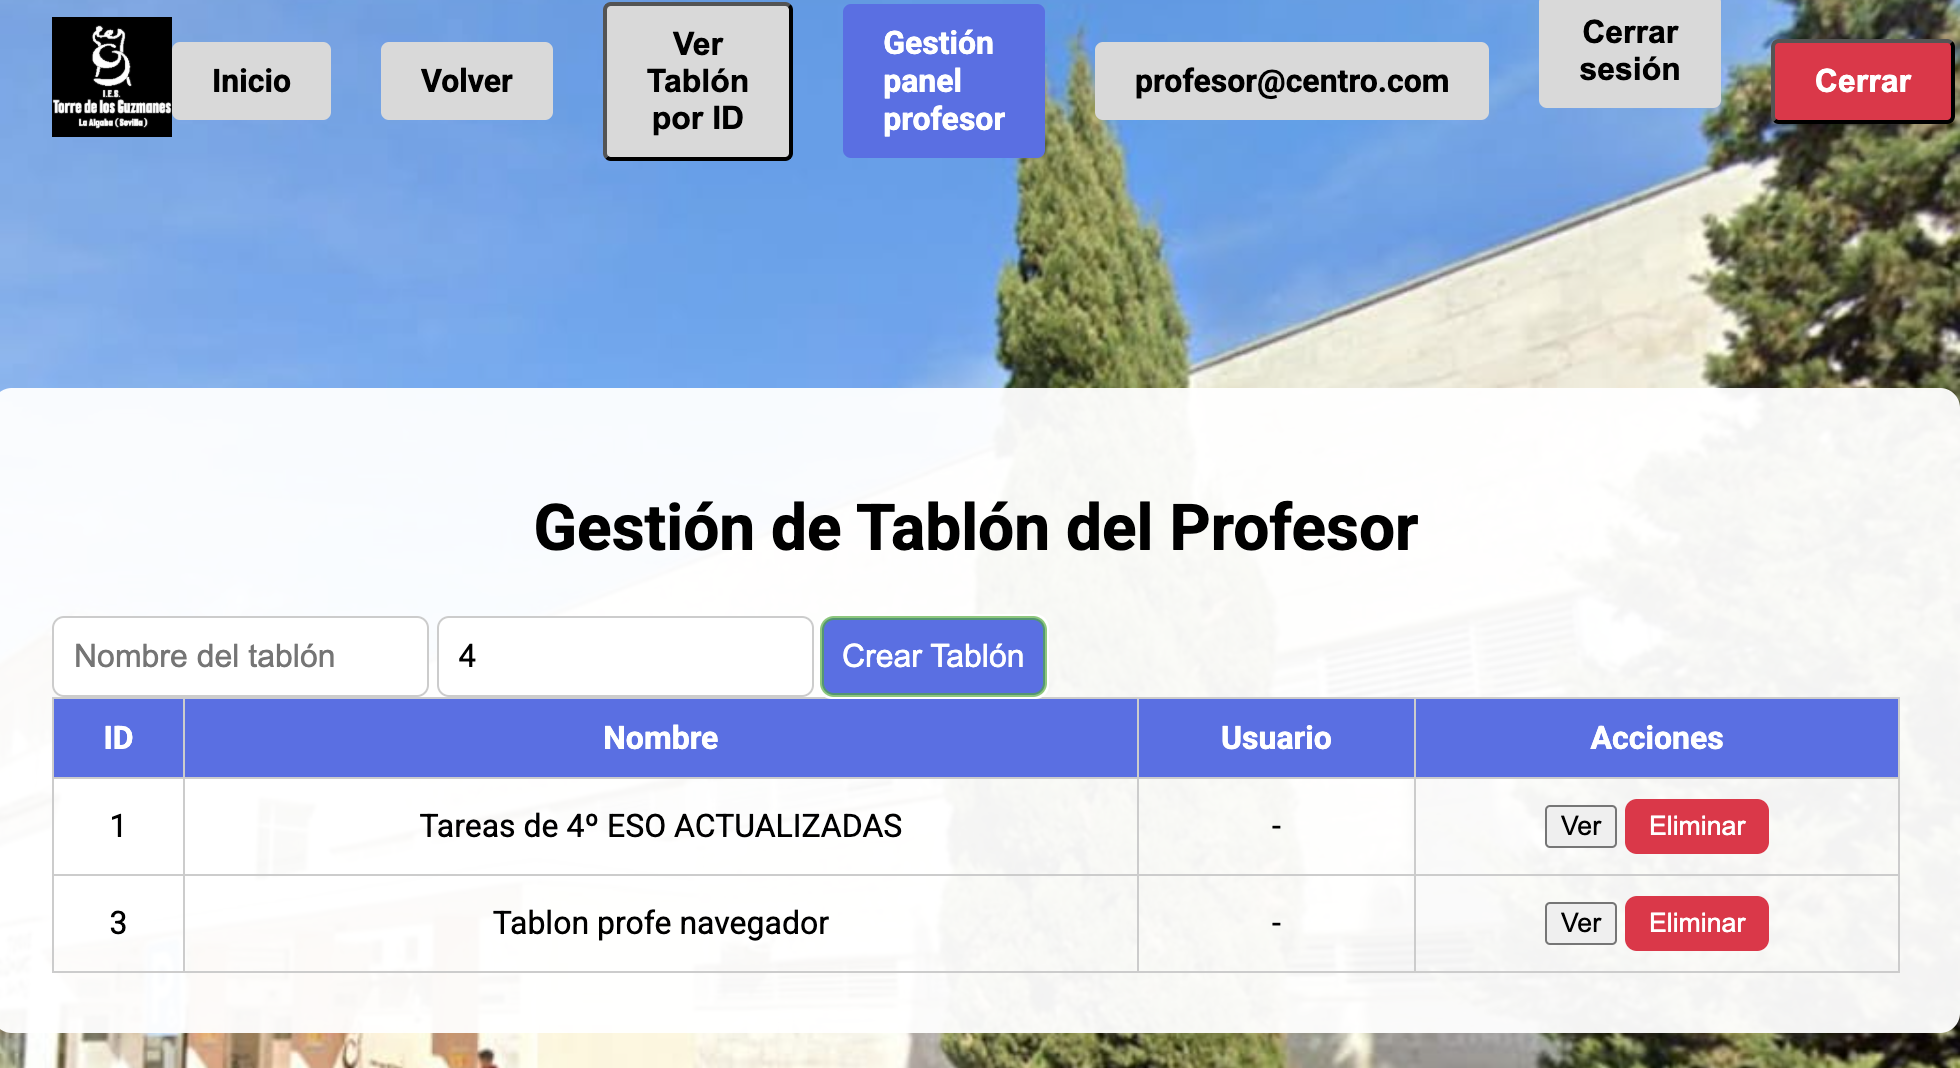 I.E.S.
Torre de los Guzmanes
La Algaba (Sevilla)
Inicio
Volver
Ver
Tablón
por ID
Gestión
panel
profesor
profesor@centro.com
Cerrar
sesión
Cerrar
Gestión de Tablón del Profesor
Nombre del tablón
4
Crear Tablón
ID Nombre Usuario Acciones
1 Tareas de 4º ESO ACTUALIZADAS - Ver Eliminar
3 Tablon profe navegador - Ver Eliminar